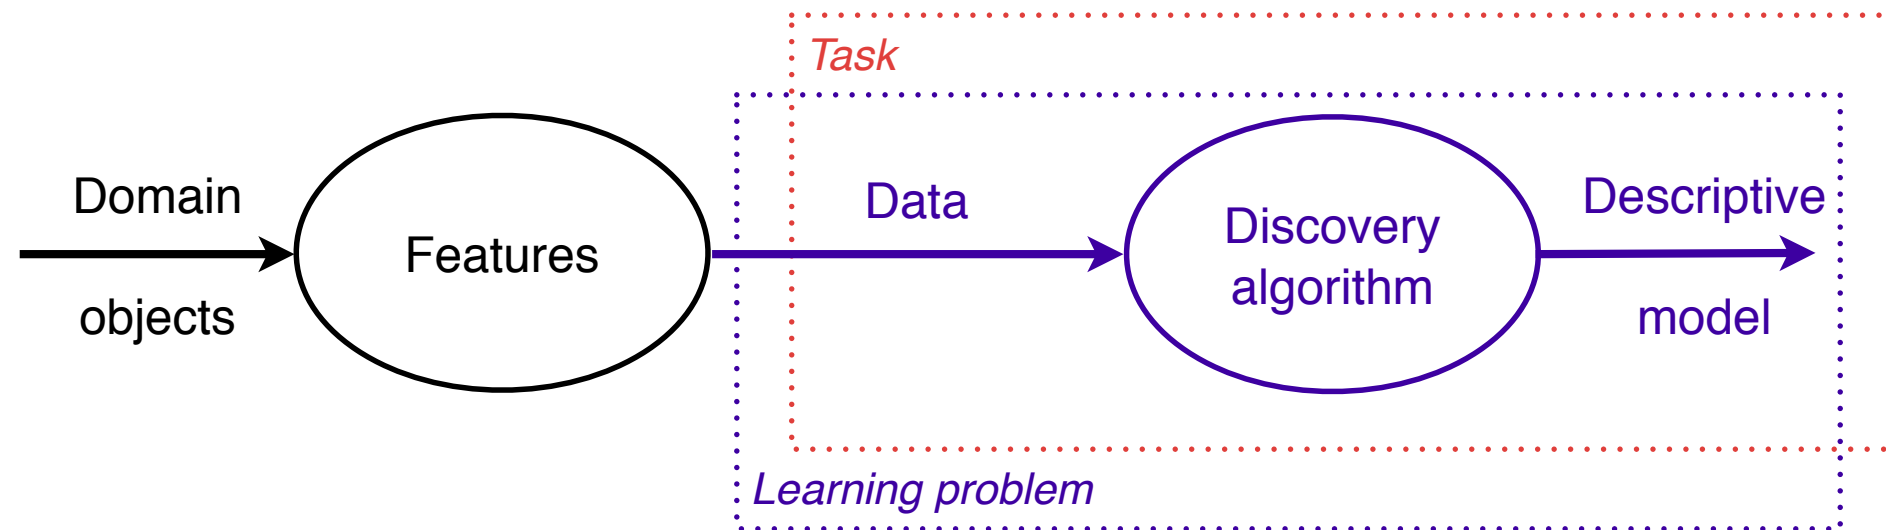 Task
Domain
objects
Features
Data
Discovery
algorithm
Descriptive
model
Learning problem